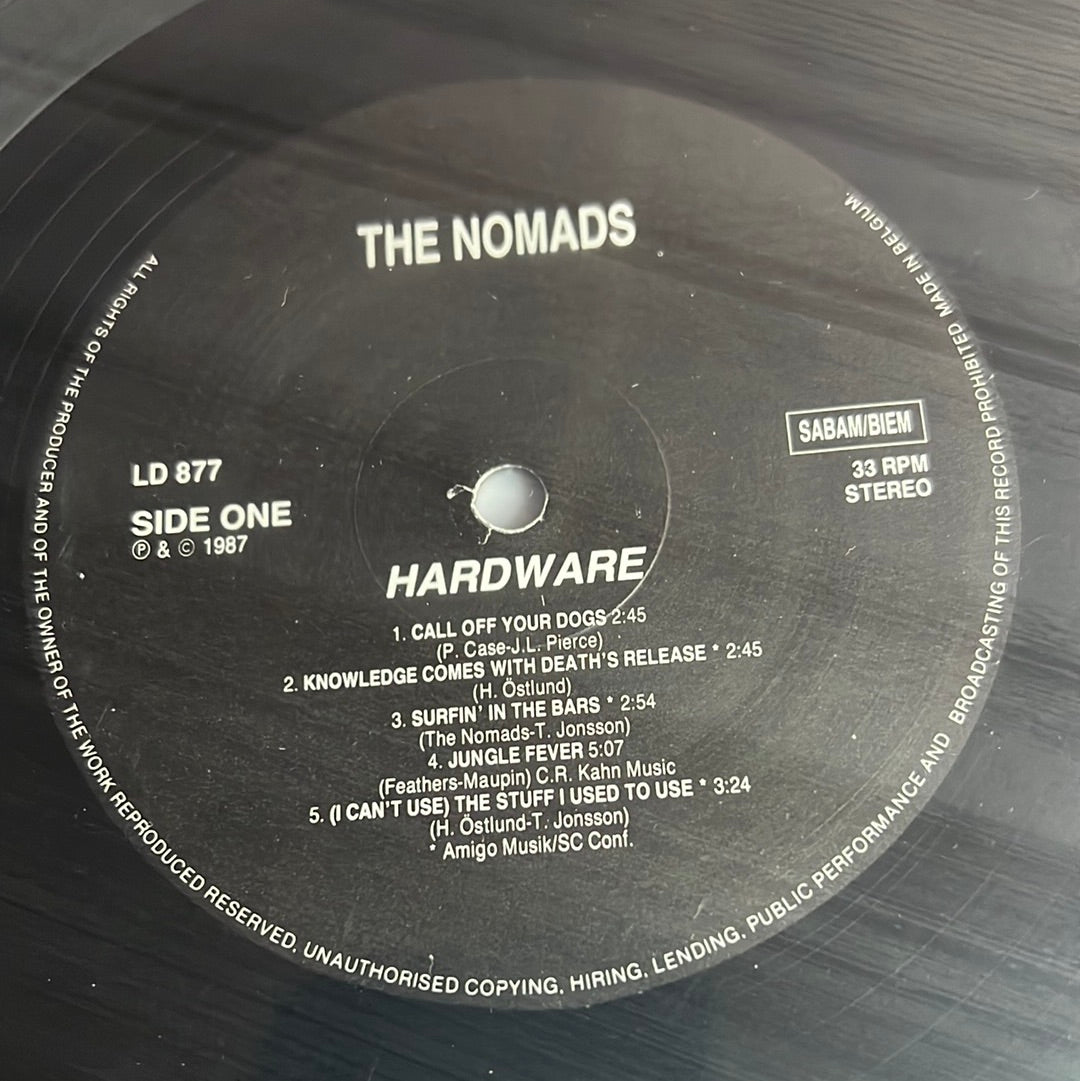 THE NOMADS
SABAM/BIEM
33 RPM
STEREO
LD 877
SIDE ONE
Ⓟ & © 1987
HARDWARE
1. CALL OFF YOUR DOGS 2:45
(P. Case-J.L. Pierce)
2. KNOWLEDGE COMES WITH DEATH'S RELEASE * 2:45
(H. Östlund)
3. SURFIN' IN THE BARS * 2:54
(The Nomads-T. Jonsson)
4. JUNGLE FEVER 5:07
(Feathers-Maupin) C.R. Kahn Music
5. (I CAN'T USE) THE STUFF I USED TO USE * 3:24
(H. Östlund-T. Jonsson)
* Amigo Musik/SC Conf.
ALL RIGHTS OF THE PRODUCER AND OF THE OWNER OF THE WORK REPRODUCED RESERVED. UNAUTHORISED COPYING, HIRING, LENDING, PUBLIC PERFORMANCE AND BROADCASTING OF THIS RECORD PROHIBITED MADE IN BELGIUM.